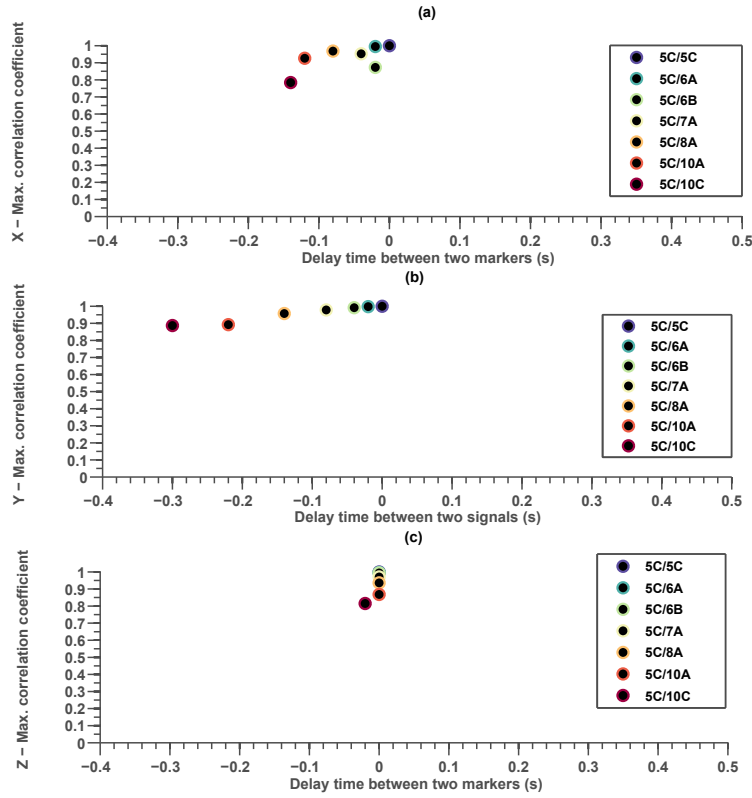 (a)
X − Max. correlation coefficient
1
0.9
0.8
0.7
0.6
0.5
0.4
0.3
0.2
0.1
0
−0.4 −0.3 −0.2 −0.1 0 0.1 0.2 0.3 0.4 0.5
Delay time between two markers (s)
5C/5C
5C/6A
5C/6B
5C/7A
5C/8A
5C/10A
5C/10C
(b)
Y − Max. correlation coefficient
1
0.9
0.8
0.7
0.6
0.5
0.4
0.3
0.2
0.1
0
−0.4 −0.3 −0.2 −0.1 0 0.1 0.2 0.3 0.4 0.5
Delay time between two signals (s)
5C/5C
5C/6A
5C/6B
5C/7A
5C/8A
5C/10A
5C/10C
(c)
Z − Max. correlation coefficient
1
0.9
0.8
0.7
0.6
0.5
0.4
0.3
0.2
0.1
0
−0.4 −0.3 −0.2 −0.1 0 0.1 0.2 0.3 0.4 0.5
Delay time between two markers (s)
5C/5C
5C/6A
5C/6B
5C/7A
5C/8A
5C/10A
5C/10C